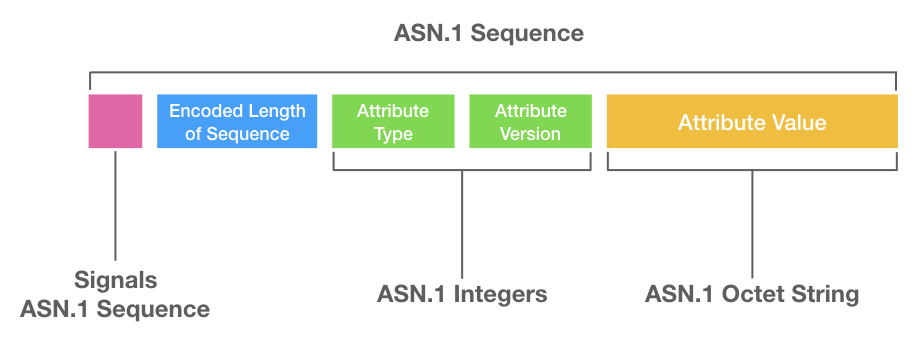 ASN.1 Sequence
Encoded Length
of Sequence
Attribute
Type
Attribute
Version
Attribute Value
Signals
ASN.1 Sequence
ASN.1 Integers
ASN.1 Octet String